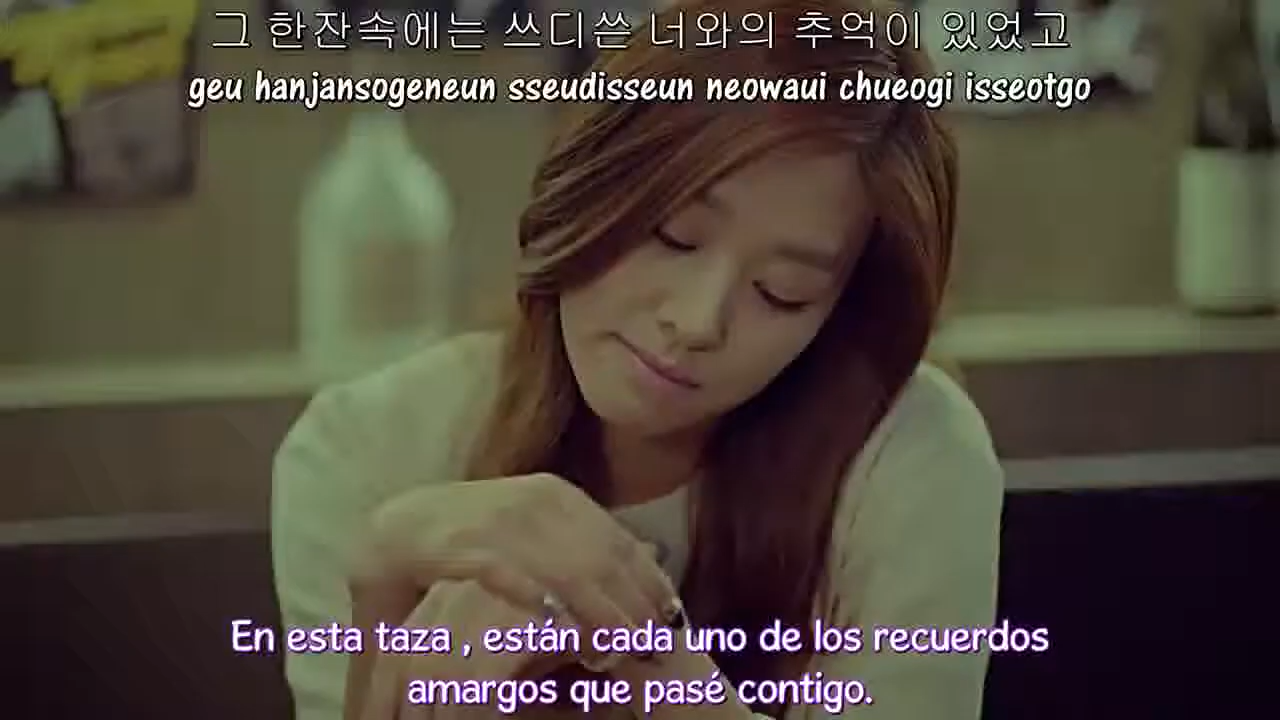 그 한잔속에는 쓰디쓴 너와의 추억이 있었고
geu hanjansogeneun sseudisseun neowaui chueogi isseotgo
En esta taza , están cada uno de los recuerdos
amargos que pasé contigo.